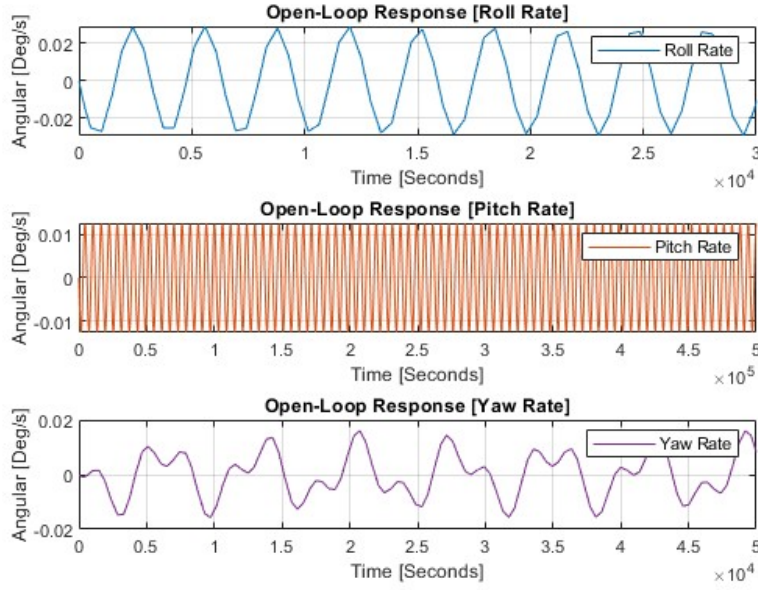 Open-Loop Response [Roll Rate]
Angular [Deg/s]
0.02
0
-0.02
Roll Rate
0 0.5 1 1.5 2 2.5 3
Time [Seconds]
×10^4
Open-Loop Response [Pitch Rate]
Angular [Deg/s]
0.01
0
-0.01
Pitch Rate
0 0.5 1 1.5 2 2.5 3 3.5 4 4.5 5
Time [Seconds]
×10^5
Open-Loop Response [Yaw Rate]
Angular [Deg/s]
0.02
0
-0.02
Yaw Rate
0 0.5 1 1.5 2 2.5 3 3.5 4 4.5 5
Time [Seconds]
×10^4